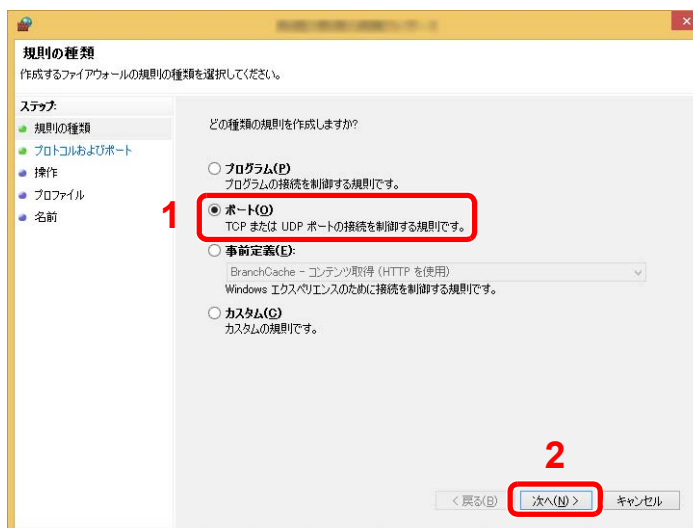 規則の種類
作成するファイアウォールの規則の種類を選択してください。
ステップ:
規則の種類
プロトコルおよびポート
操作
プロファイル
名前
どの種類の規則を作成しますか?
プログラム(P)
プログラムの接続を制御する規則です。
1
ポート(O)
TCP または UDP ポートの接続を制御する規則です。
事前定義(E):
BranchCache - コンテンツ取得 (HTTP を使用)
Windows エクスペリエンスのために接続を制御する規則です。
カスタム(C)
カスタムの規則です。
2
< 戻る(B) 次へ(N) > キャンセル